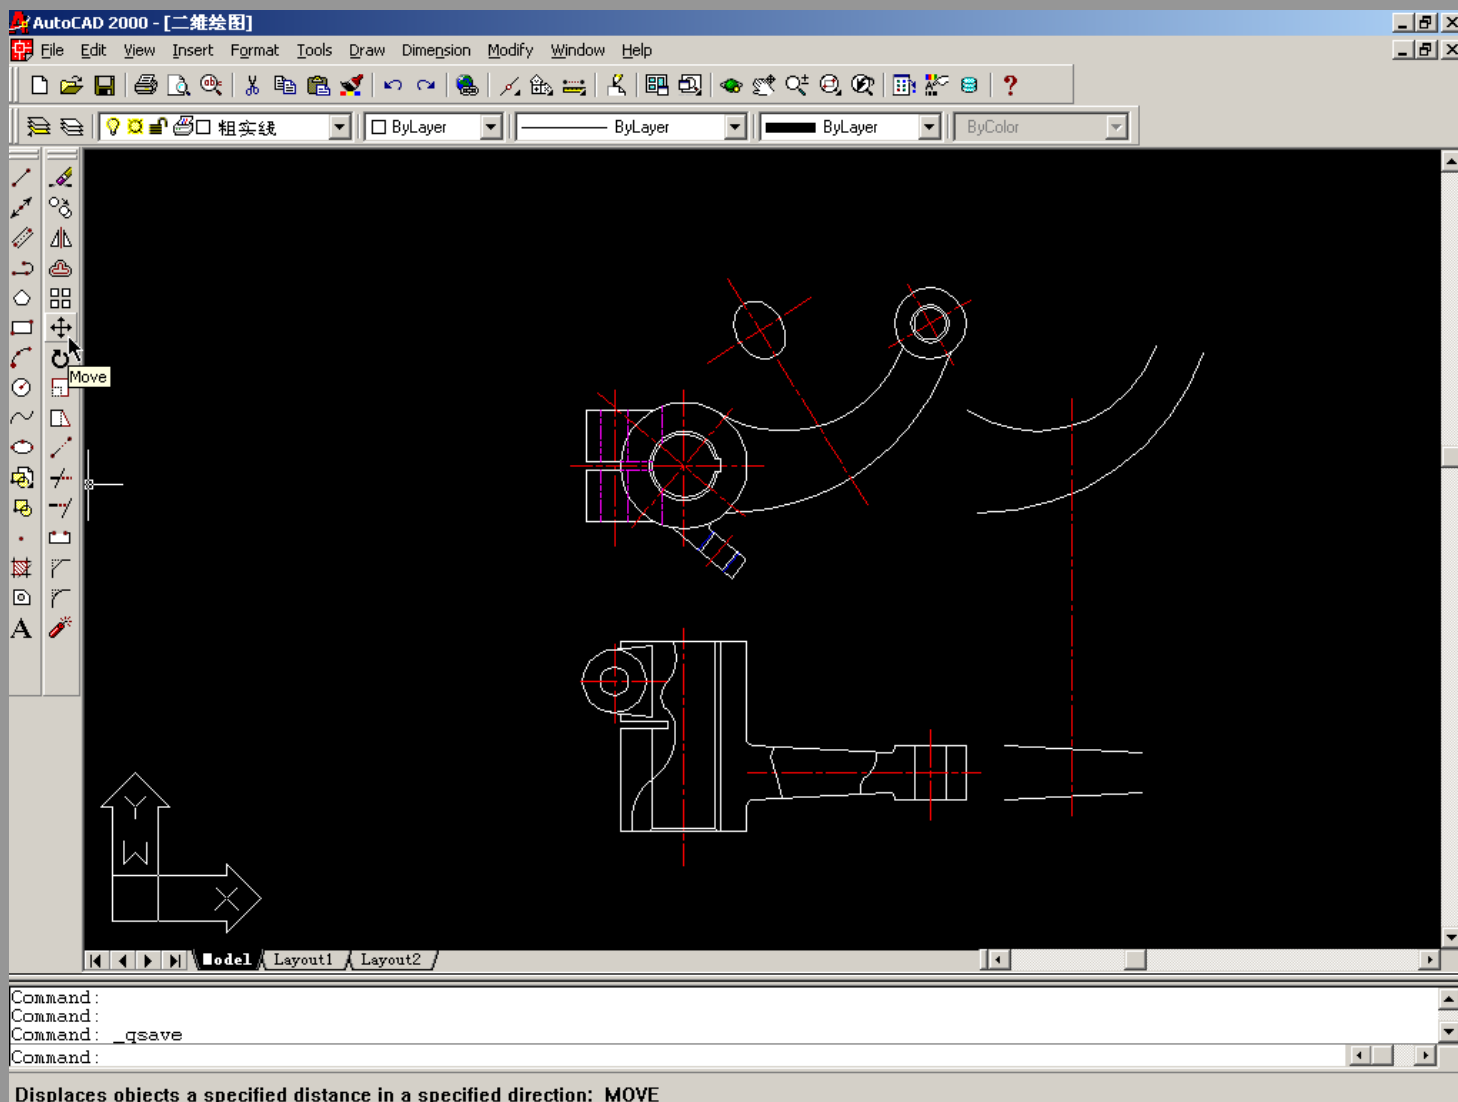 AutoCAD 2000 - [二维绘图]
File Edit View Insert Format Tools Draw Dimension Modify Window Help
粗实线 ByLayer ByLayer ByLayer ByColor
A
Move
Y
W
X
Model Layout1 Layout2
Command:
Command:
Command: _qsave
Command:
Displaces objects a specified distance in a specified direction: MOVE